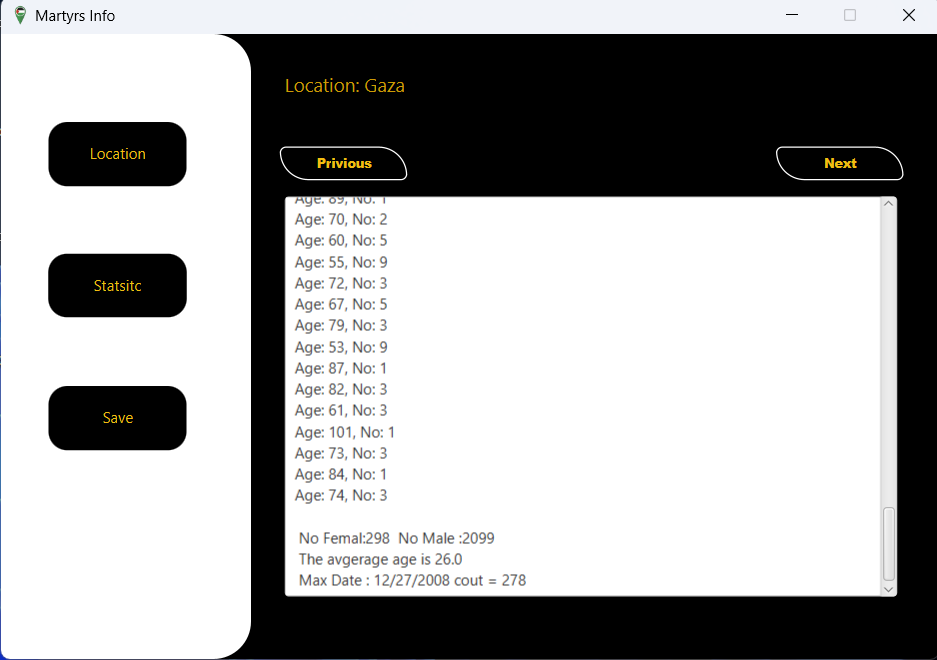 Martyrs Info
Location: Gaza
Location
Privious
Next
Statsitc
Save
Age: 89, No: 1
Age: 70, No: 2
Age: 60, No: 5
Age: 55, No: 9
Age: 72, No: 3
Age: 67, No: 5
Age: 79, No: 3
Age: 53, No: 9
Age: 87, No: 1
Age: 82, No: 3
Age: 61, No: 3
Age: 101, No: 1
Age: 73, No: 3
Age: 84, No: 1
Age: 74, No: 3
No Femal:298  No Male :2099
The avgerage age is 26.0
Max Date : 12/27/2008 cout = 278